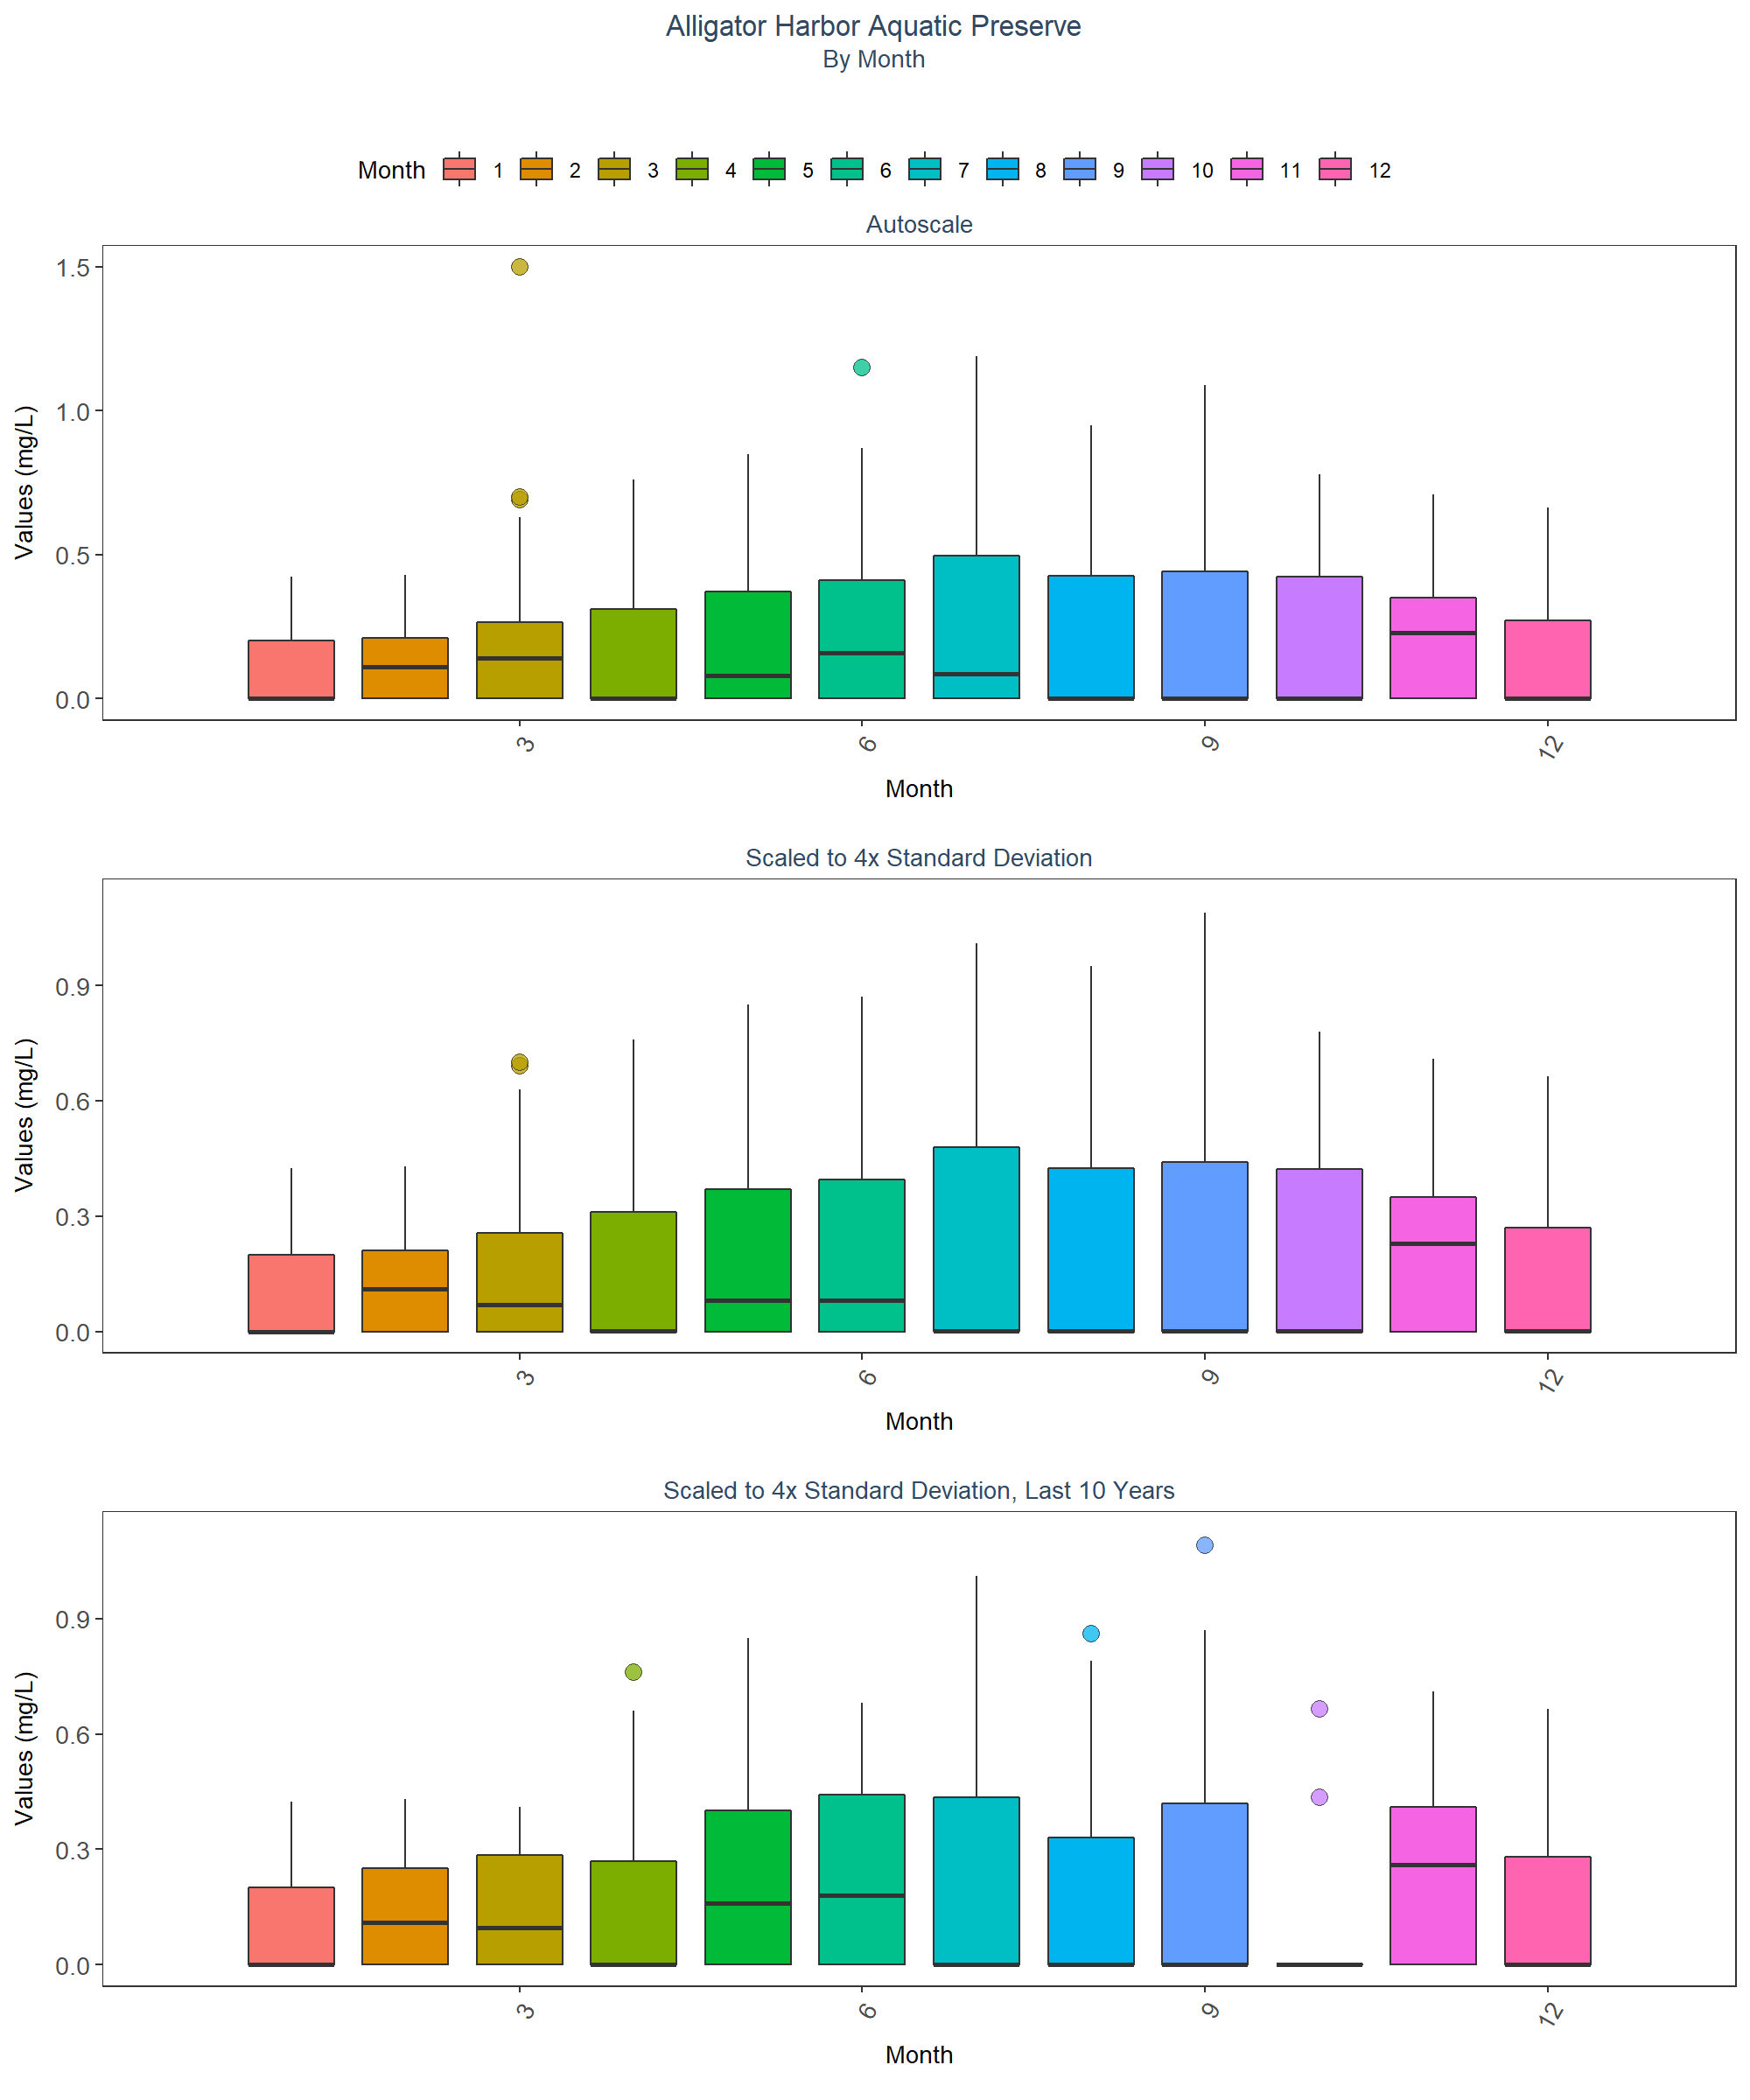 Alligator Harbor Aquatic Preserve
By Month
Month 1 2 3 4 5 6 7 8 9 10 11 12
Autoscale
Values (mg/L)
1.5
1.0
0.5
0.0
3 6 9 12
Month
Scaled to 4x Standard Deviation
Values (mg/L)
0.9
0.6
0.3
0.0
3 6 9 12
Month
Scaled to 4x Standard Deviation, Last 10 Years
Values (mg/L)
0.9
0.6
0.3
0.0
3 6 9 12
Month